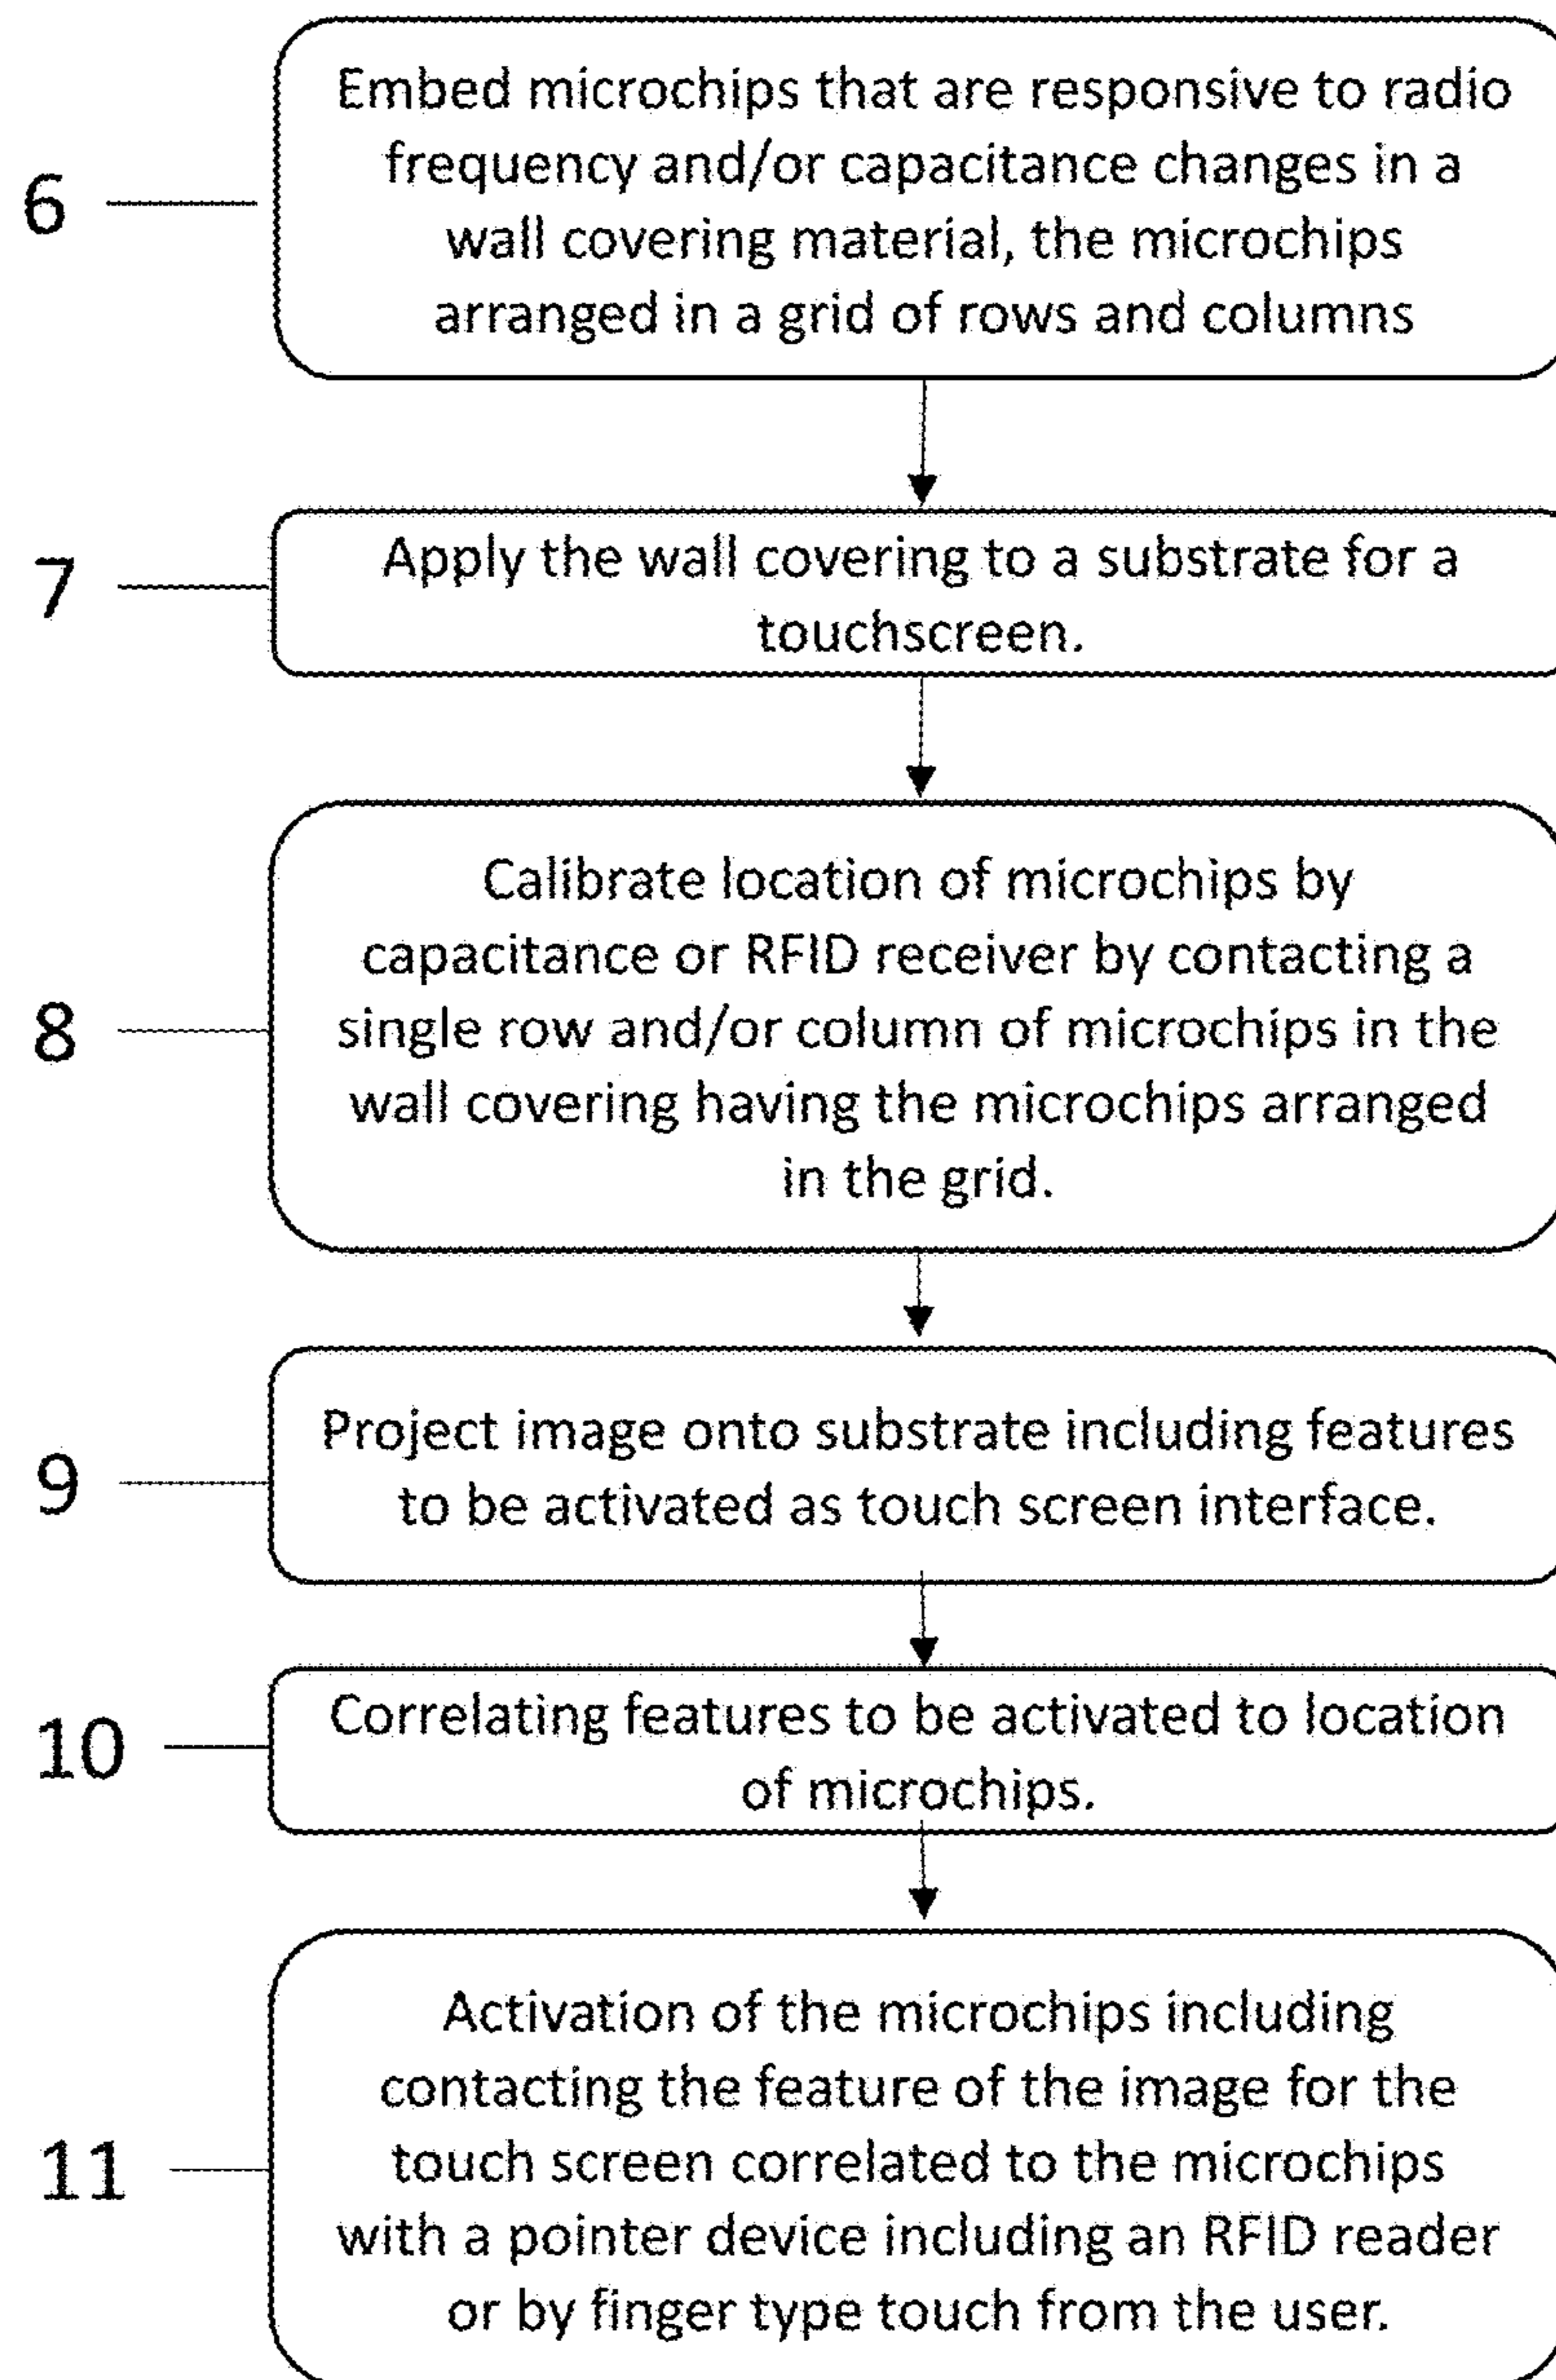 Embed microchips that are responsive to radio
frequency and/or capacitance changes in a
6
wall covering material, the microchips
arranged in a grid of rows and columns
Apply the wall covering to a substrate for a
7
touchscreen.
Calibrate location of microchips by
capacitance or RFID receiver by contacting a
8
single row and/or column of microchips in the
wall covering having the microchips arranged
in the grid.
Project image onto substrate including features
9
to be activated as touch screen interface.
Correlating features to be activated to location
10
of microchips.
Activation of the microchips including
contacting the feature of the image for the
11
touch screen correlated to the microchips
with a pointer device including an RFID reader
or by finger type touch from the user.